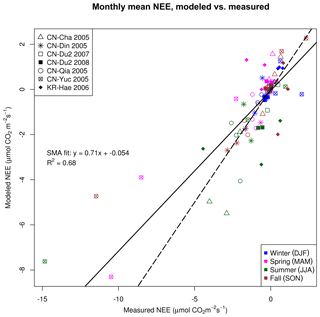 Monthly mean NEE, modeled vs. measured
CN-Cha 2005
CN-Din 2005
CN-Du2 2007
CN-Du2 2008
CN-Qia 2005
CN-Yuc 2005
KR-Hae 2006
SMA fit: y = 0.71x + -0.054
R² = 0.68
Winter (DJF)
Spring (MAM)
Summer (JJA)
Fall (SON)
Modeled NEE (μmol CO₂ m⁻²s⁻¹)
2
0
-2
-4
-6
-8
-15
-10
-5
0
Measured NEE (μmol CO2m⁻²s⁻¹)